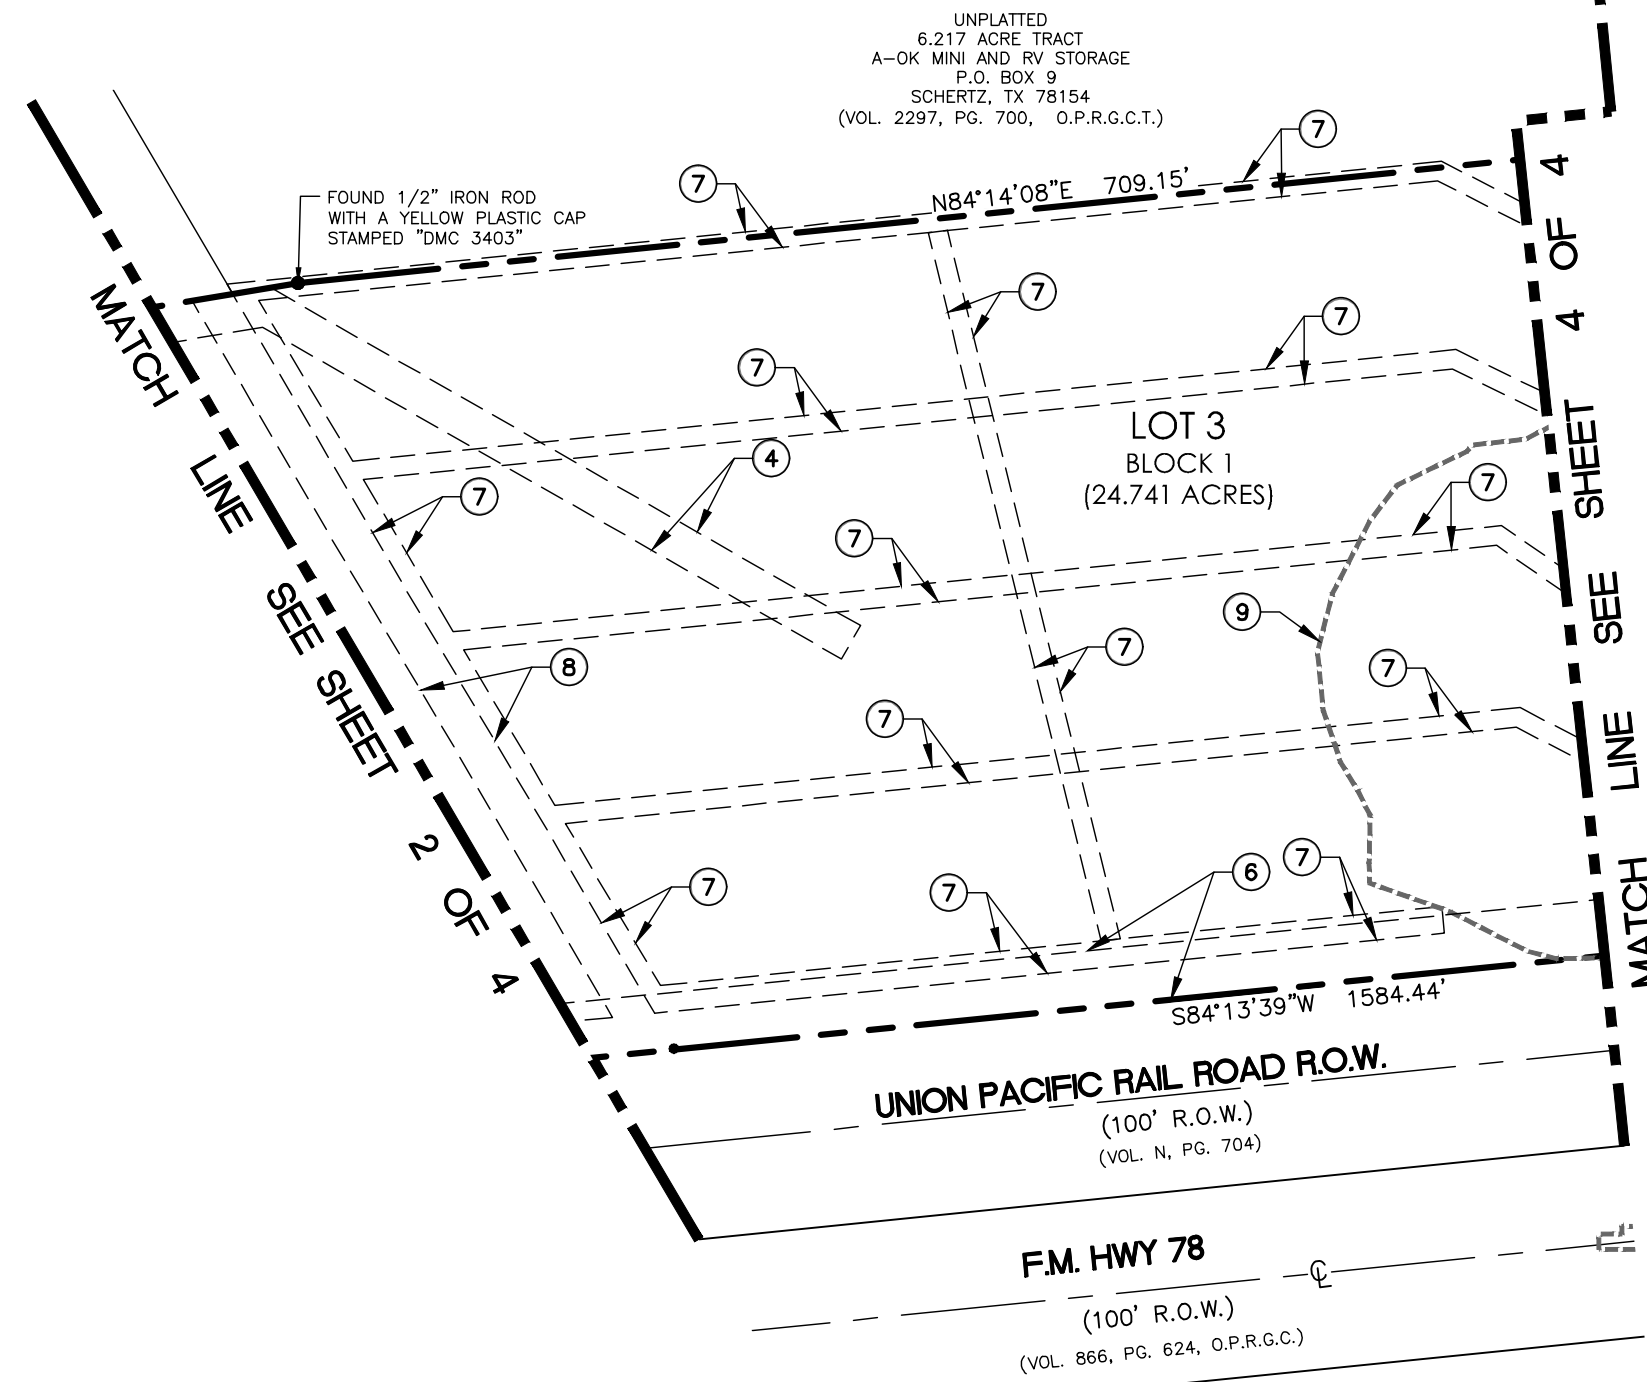 UNPLATTED
6.217 ACRE TRACT
A-OK MINI AND RV STORAGE
P.O. BOX 9
SCHERTZ, TX 78154
(VOL. 2297, PG. 700, O.P.R.G.C.T.)
7
7
FOUND 1/2" IRON ROD
WITH A YELLOW PLASTIC CAP
STAMPED "DMC 3403"
N84°14'08"E 709.15'
7
7
7
LOT 3
BLOCK 1
(24.741 ACRES)
4
7
7
7
9
7
8
7
7
7
7
6
7
S84°13'39"W 1584.44'
MATCH LINE SEE SHEET 2 OF 4
MATCH LINE SEE SHEET 4 OF 4
UNION PACIFIC RAIL ROAD R.O.W.
(100' R.O.W.)
(VOL. N, PG. 704)
F.M. HWY 78
℄
(100' R.O.W.)
(VOL. 866, PG. 624, O.P.R.G.C.)